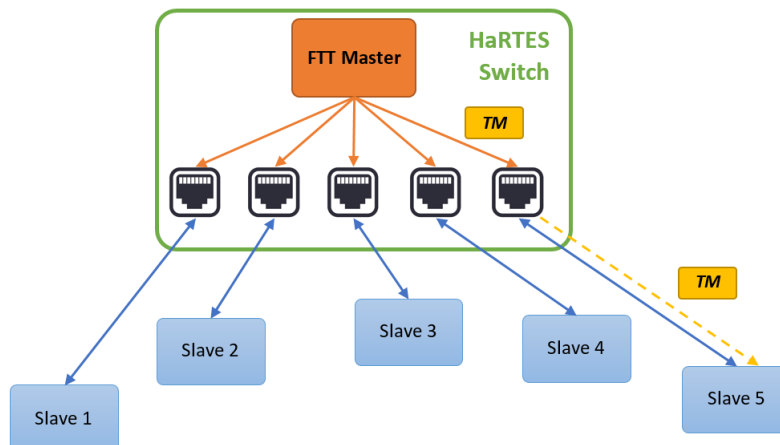 HaRTES
Switch
FTT Master
TM
TM
Slave 3
Slave 4
Slave 2
Slave 5
Slave 1